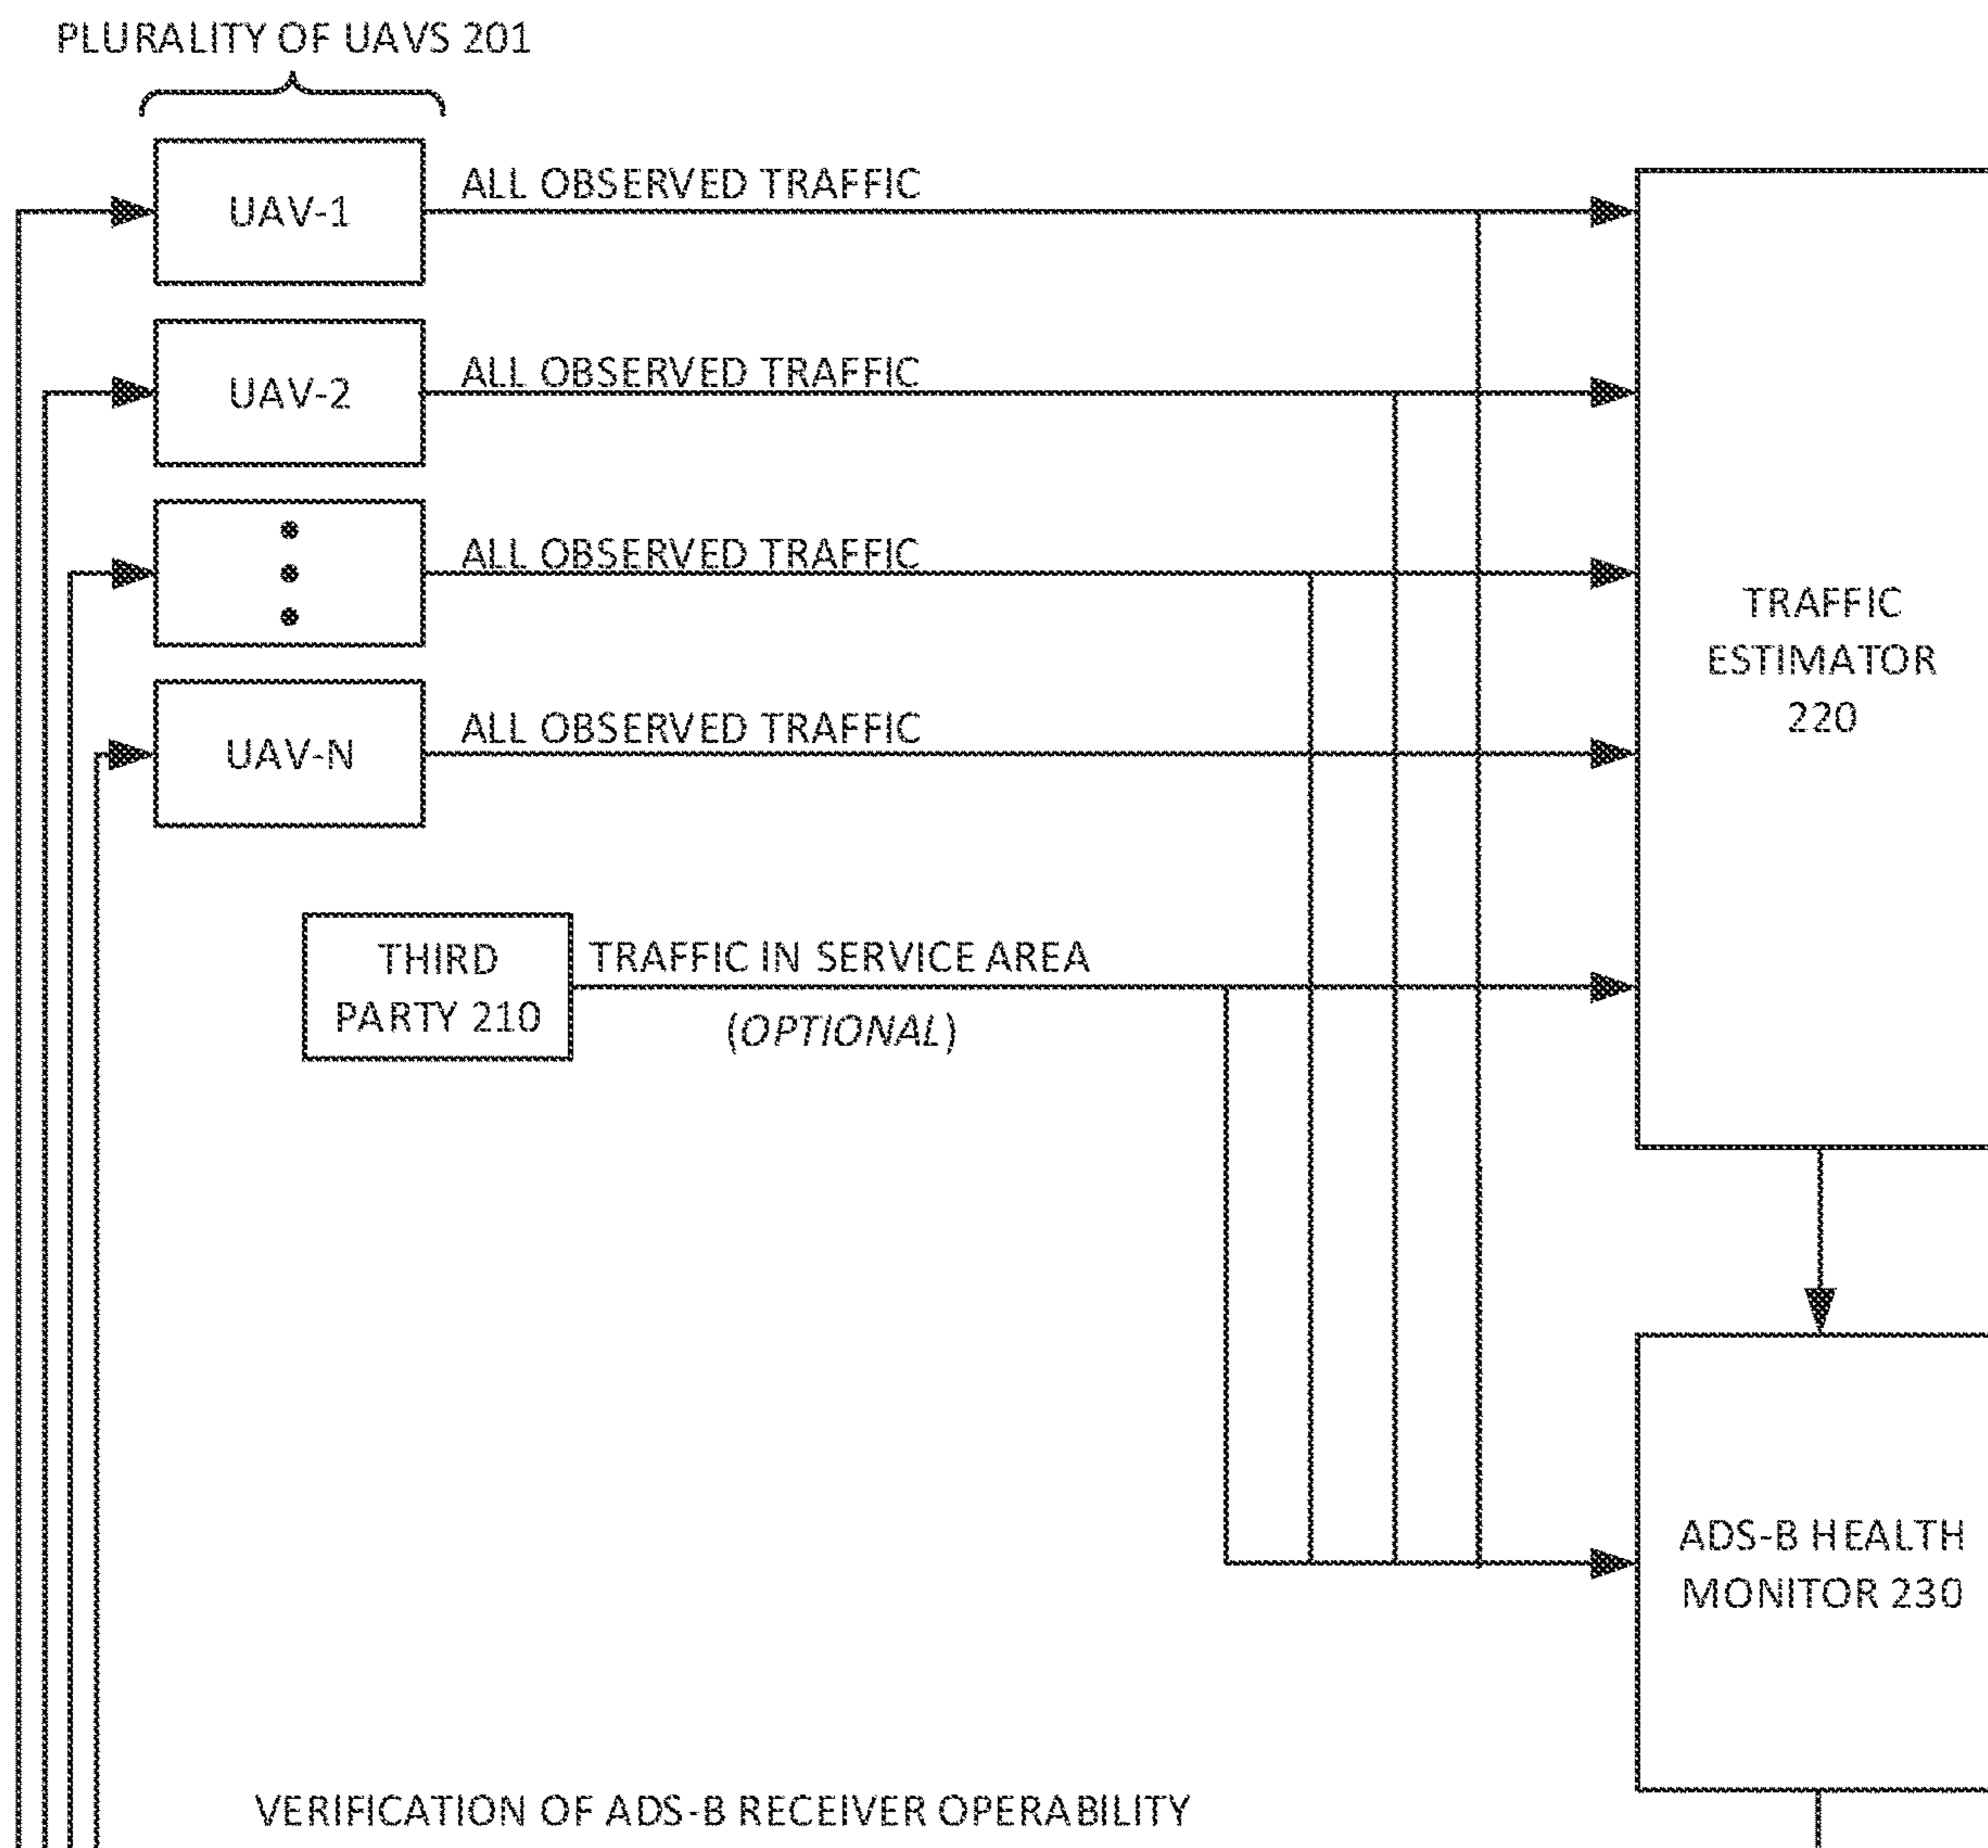 PLURALITY OF UAVS 201
UAV-1
ALL OBSERVED TRAFFIC
UAV-2
ALL OBSERVED TRAFFIC
ALL OBSERVED TRAFFIC
UAV-N
ALL OBSERVED TRAFFIC
TRAFFIC
ESTIMATOR
220
THIRD
PARTY 210
TRAFFIC IN SERVICE AREA
(OPTIONAL)
ADS-B HEALTH
MONITOR 230
VERIFICATION OF ADS-B RECEIVER OPERABILITY